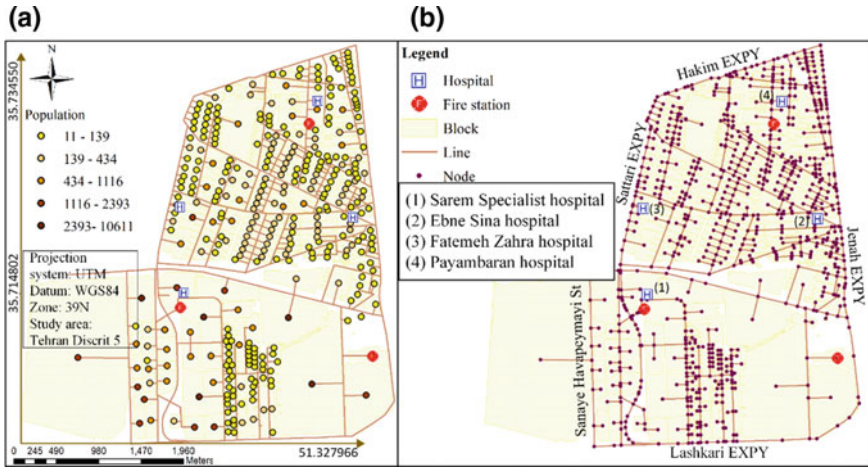 (a)
N
35.734550
35.714802
Population
11 - 139
139 - 434
434 - 1116
1116 - 2393
2393- 10611
Projection
system: UTM
Datum: WGS84
Zone: 39N
Study area:
Tehran Discrit 5
H
F
H
H
H
F
F
0 245 490 980 1,470 1,960
Meters
51.327966
(b)
Legend
H Hospital
F Fire station
Block
Line
Node
(1) Sarem Specialist hospital
(2) Ebne Sina hospital
(3) Fatemeh Zahra hospital
(4) Payambaran hospital
Hakim EXPY
Sattari EXPY
Jenah EXPY
Sanaye Havapeymayi St
Lashkari EXPY
(4) H
F
H (3)
(2) H
H (1)
F
F